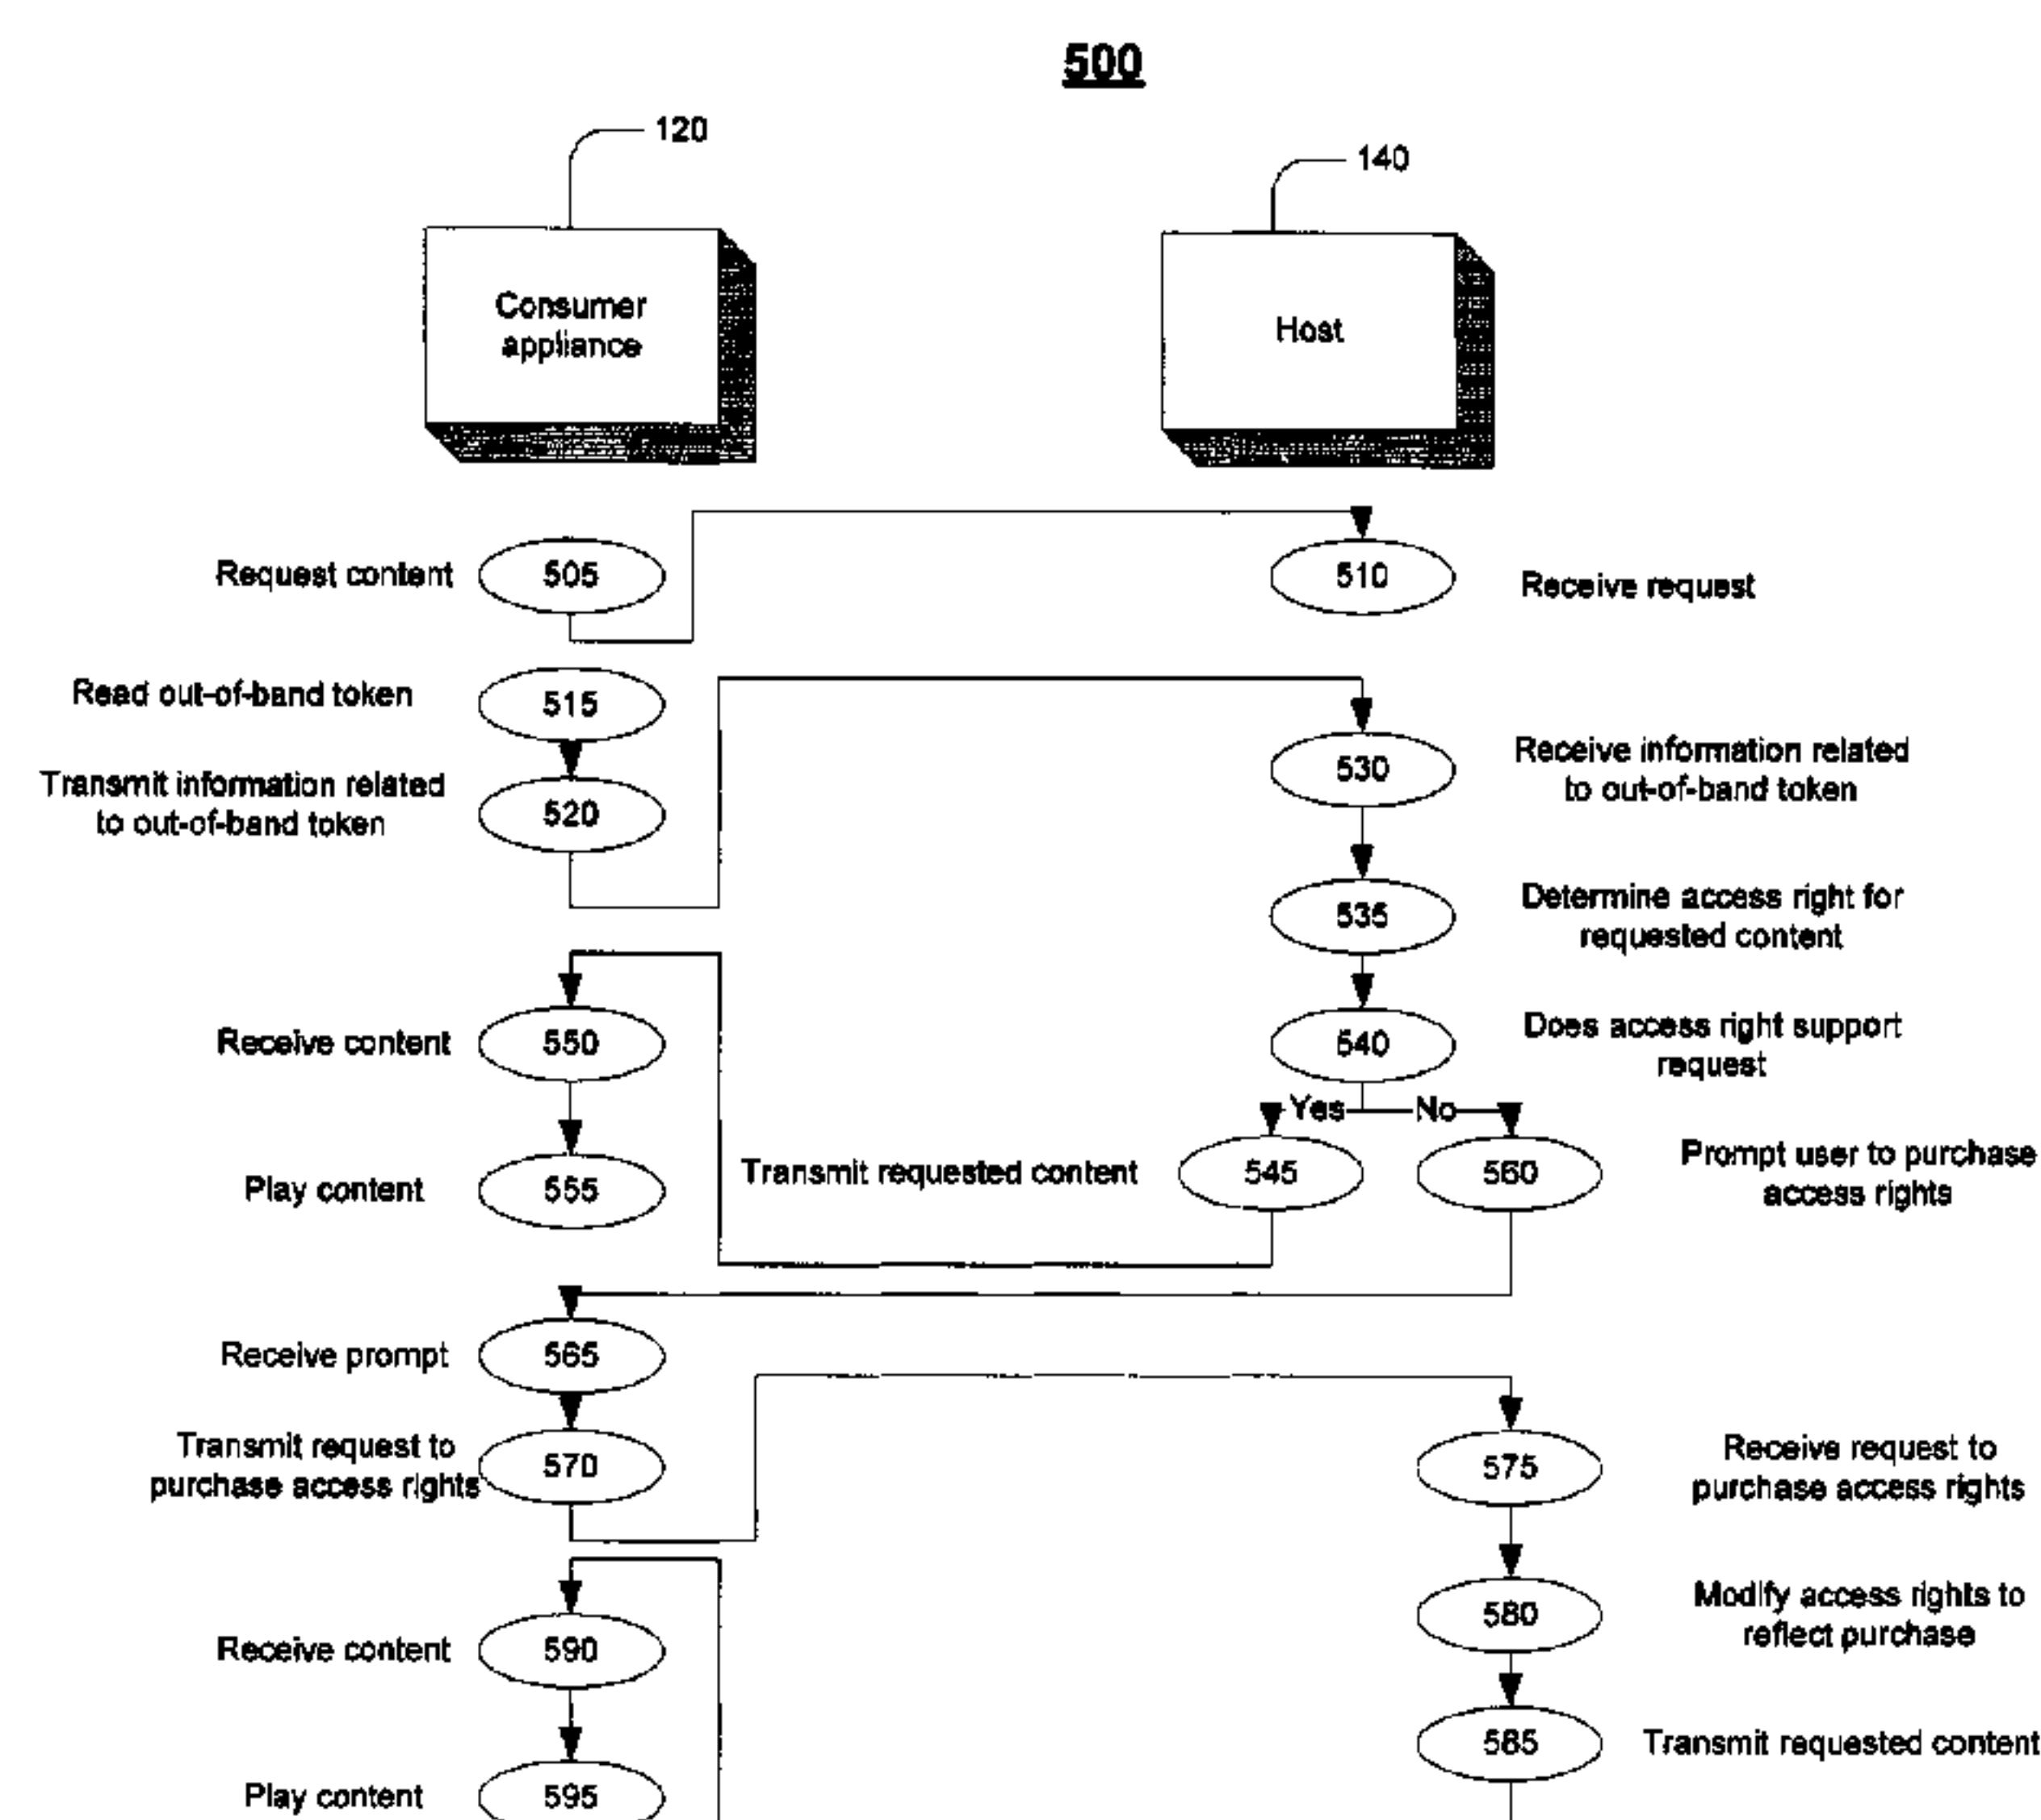 500
120
140
Consumer
appliance
Host
Request content
505
510
Receive request
Read out-of-band token
515
Transmit information related
to out-of-band token
520
530
Receive information related
to out-of-band token
535
Determine access right for
requested content
Receive content
550
540
Does access right support
request
Yes
No
Play content
555
Transmit requested content
545
560
Prompt user to purchase
access rights
Receive prompt
565
Transmit request to
purchase access rights
570
575
Receive request to
purchase access rights
580
Modify access rights to
reflect purchase
Receive content
590
585
Transmit requested content
Play content
595